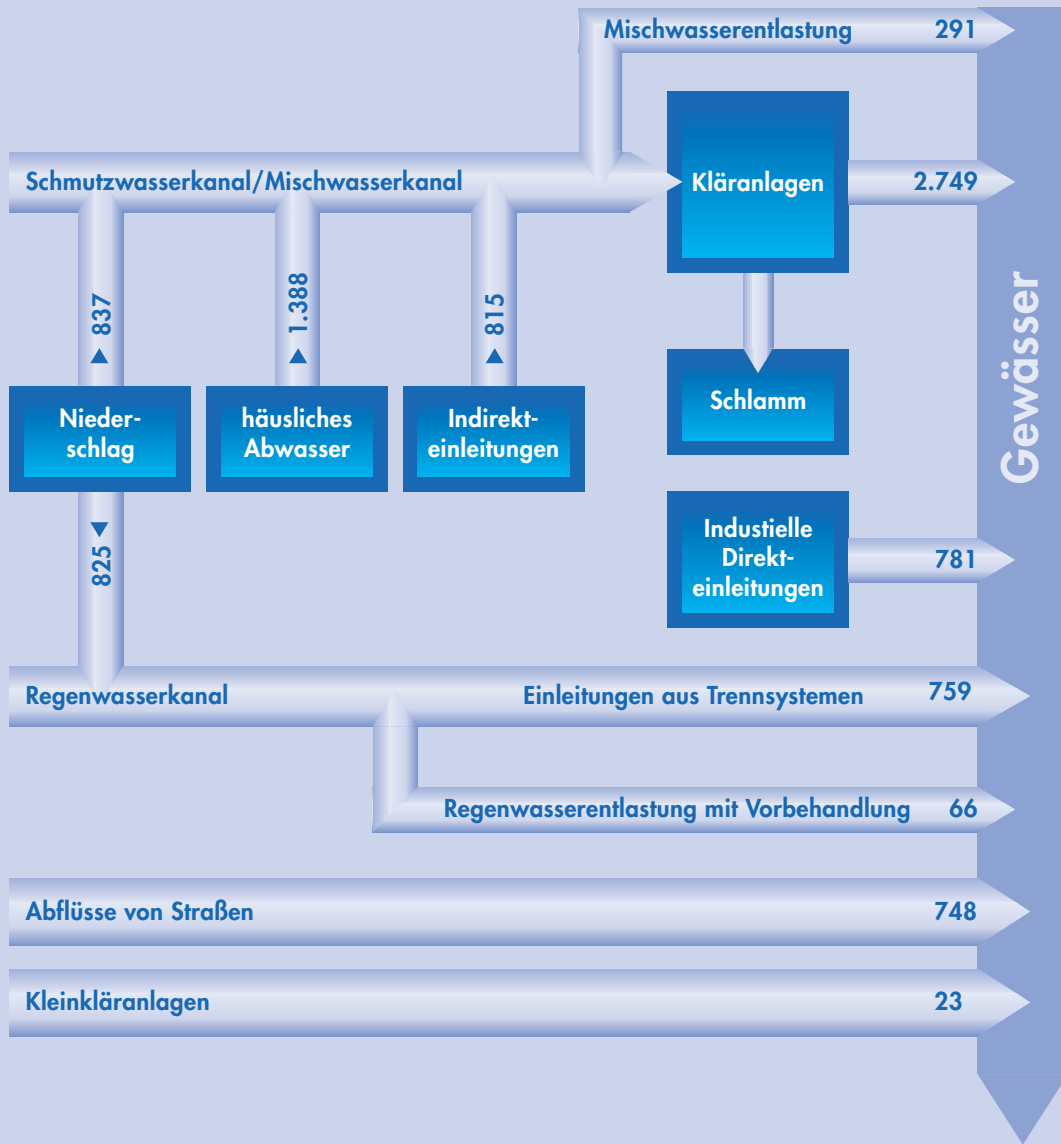 Mischwasserentlastung 291
Schmutzwasserkanal/Mischwasserkanal
Kläranlagen
2.749
837
1.388
815
Nieder-
schlag
häusliches
Abwasser
Indirekt-
einleitungen
Schlamm
Gewässer
825
Industielle
Direkt-
einleitungen
781
Regenwasserkanal
Einleitungen aus Trennsystemen 759
Regenwasserentlastung mit Vorbehandlung 66
Abflüsse von Straßen 748
Kleinkläranlagen 23